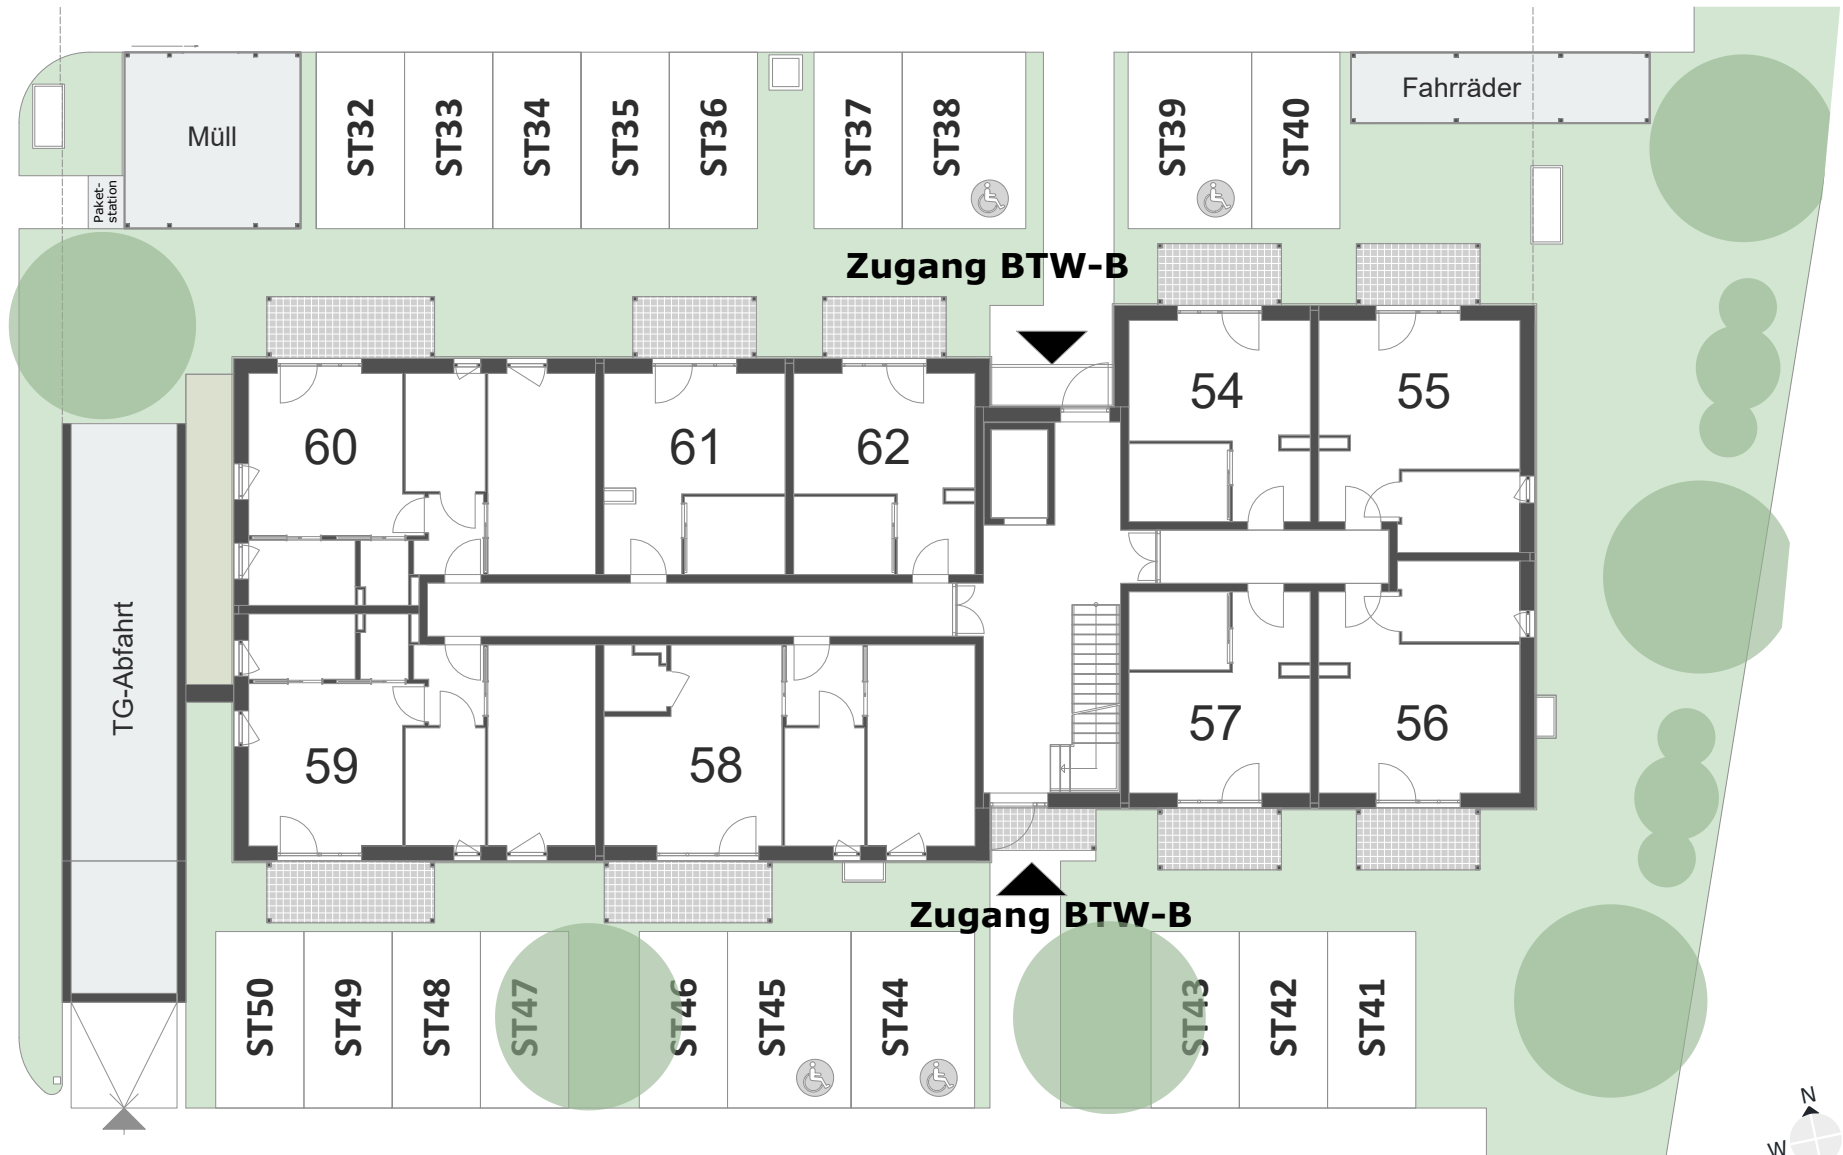 Müll
Paket-
station
ST32
ST33
ST34
ST35
ST36
ST37
ST38
ST39
ST40
Fahrräder
Zugang BTW-B
60
61
62
54
55
TG-Abfahrt
59
58
57
56
Zugang BTW-B
ST50
ST49
ST48
ST47
ST46
ST45
ST44
ST43
ST42
ST41
N
W